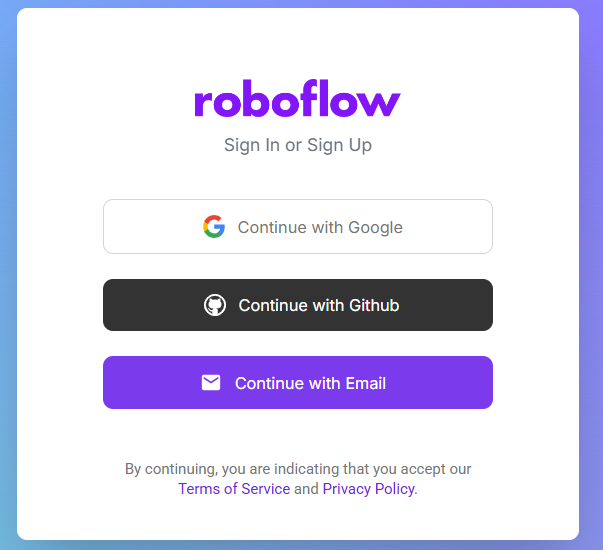 roboflow
Sign In or Sign Up
Continue with Google
Continue with Github
Continue with Email
By continuing, you are indicating that you accept our
Terms of Service and Privacy Policy.